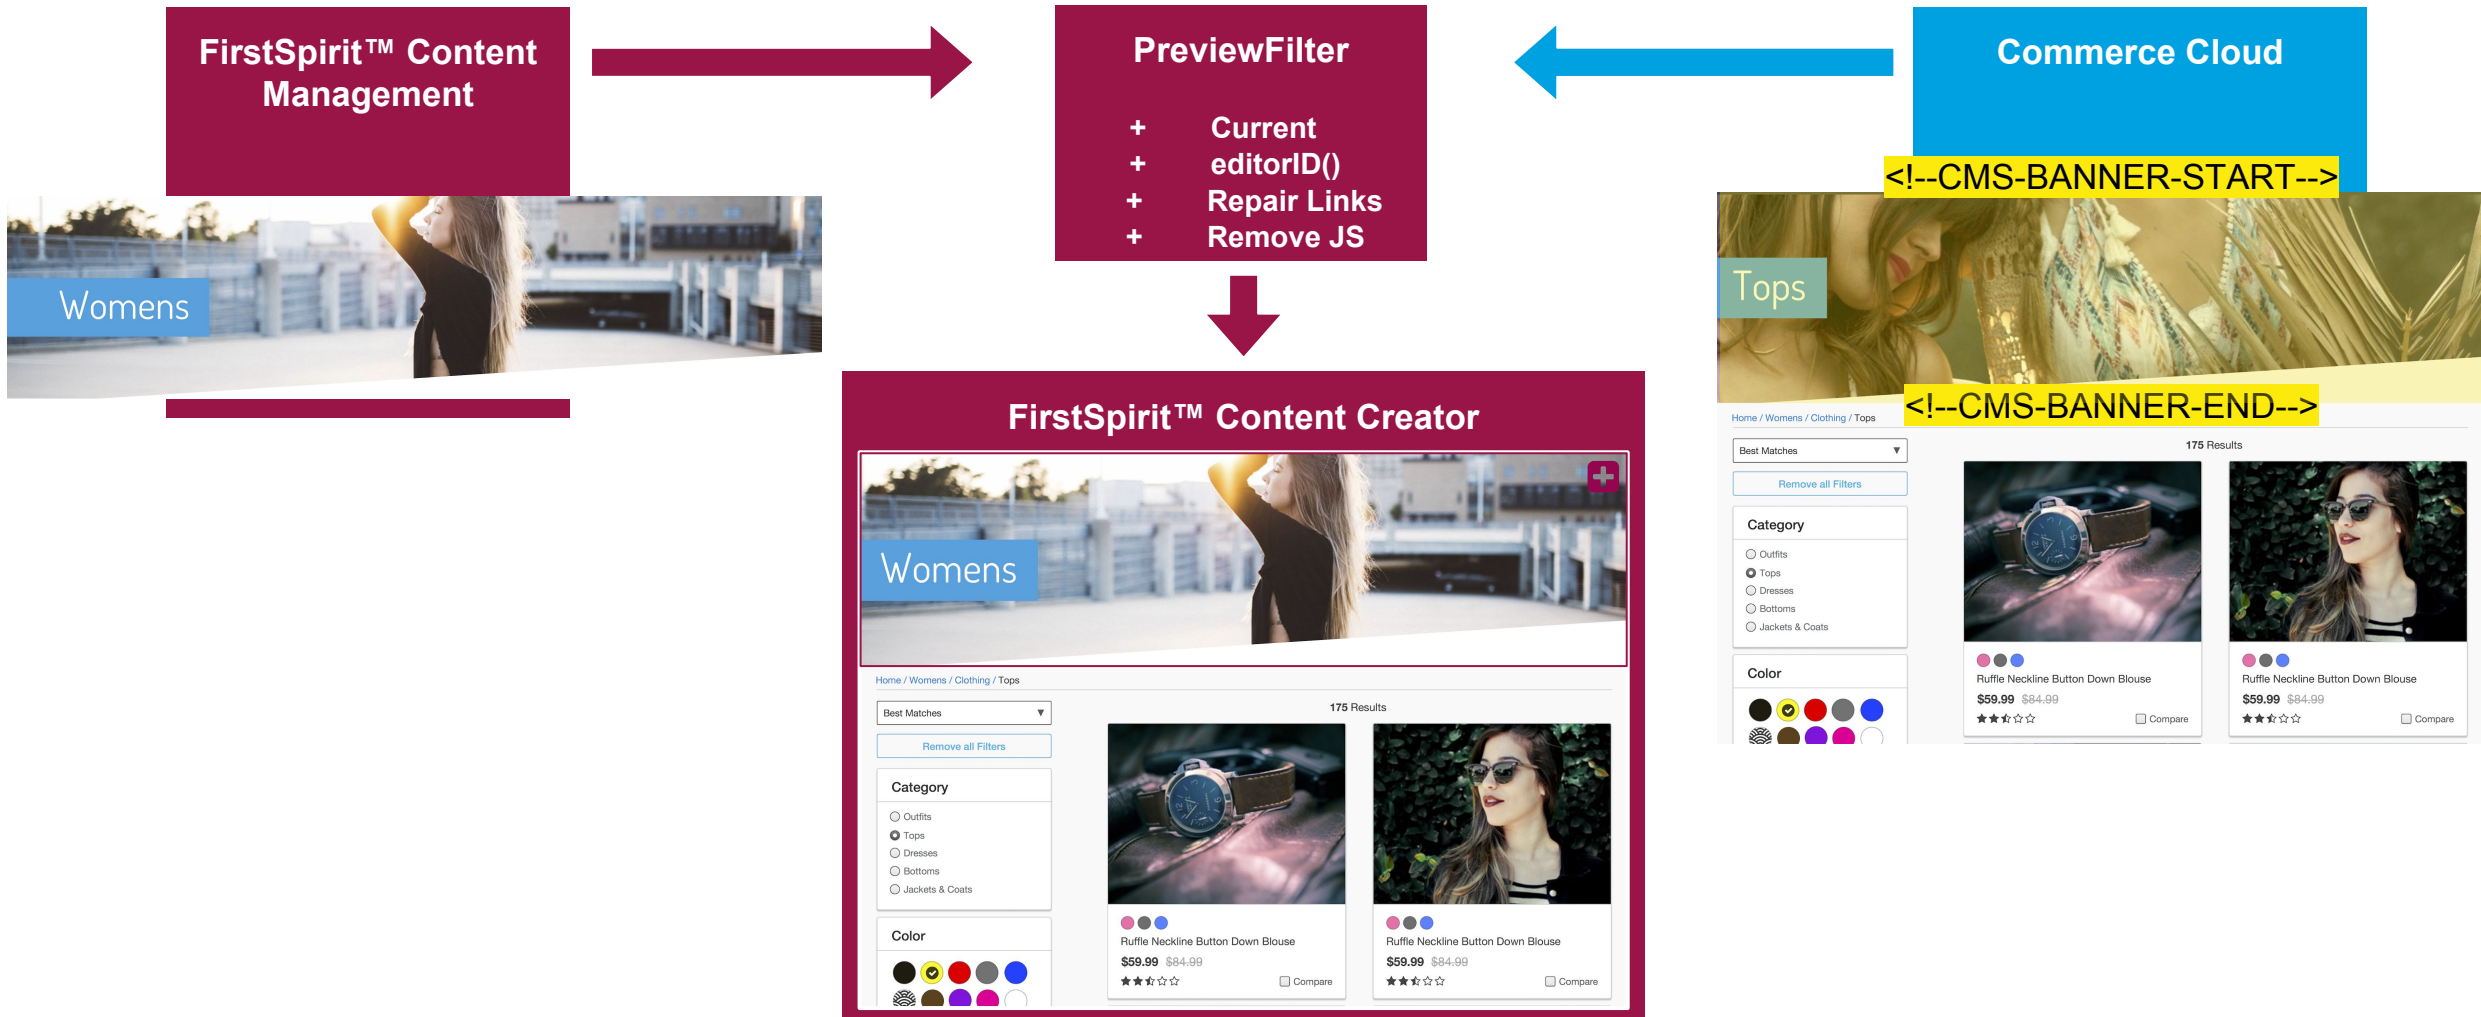 FirstSpirit™ Content
Management
PreviewFilter
+ Current
+ editorID()
+ Repair Links
+ Remove JS
Commerce Cloud
<!--CMS-BANNER-START-->
Womens
Tops
<!--CMS-BANNER-END-->
Home / Womens / Clothing / Tops
Best Matches
175 Results
Remove all Filters
Category
Outfits
Tops
Dresses
Bottoms
Jackets & Coats
Color
Ruffle Neckline Button Down Blouse
$59.99 $84.99
Compare
Ruffle Neckline Button Down Blouse
$59.99 $84.99
Compare
FirstSpirit™ Content Creator
Womens
Home / Womens / Clothing / Tops
Best Matches
175 Results
Remove all Filters
Category
Outfits
Tops
Dresses
Bottoms
Jackets & Coats
Color
Ruffle Neckline Button Down Blouse
$59.99 $84.99
Compare
Ruffle Neckline Button Down Blouse
$59.99 $84.99
Compare